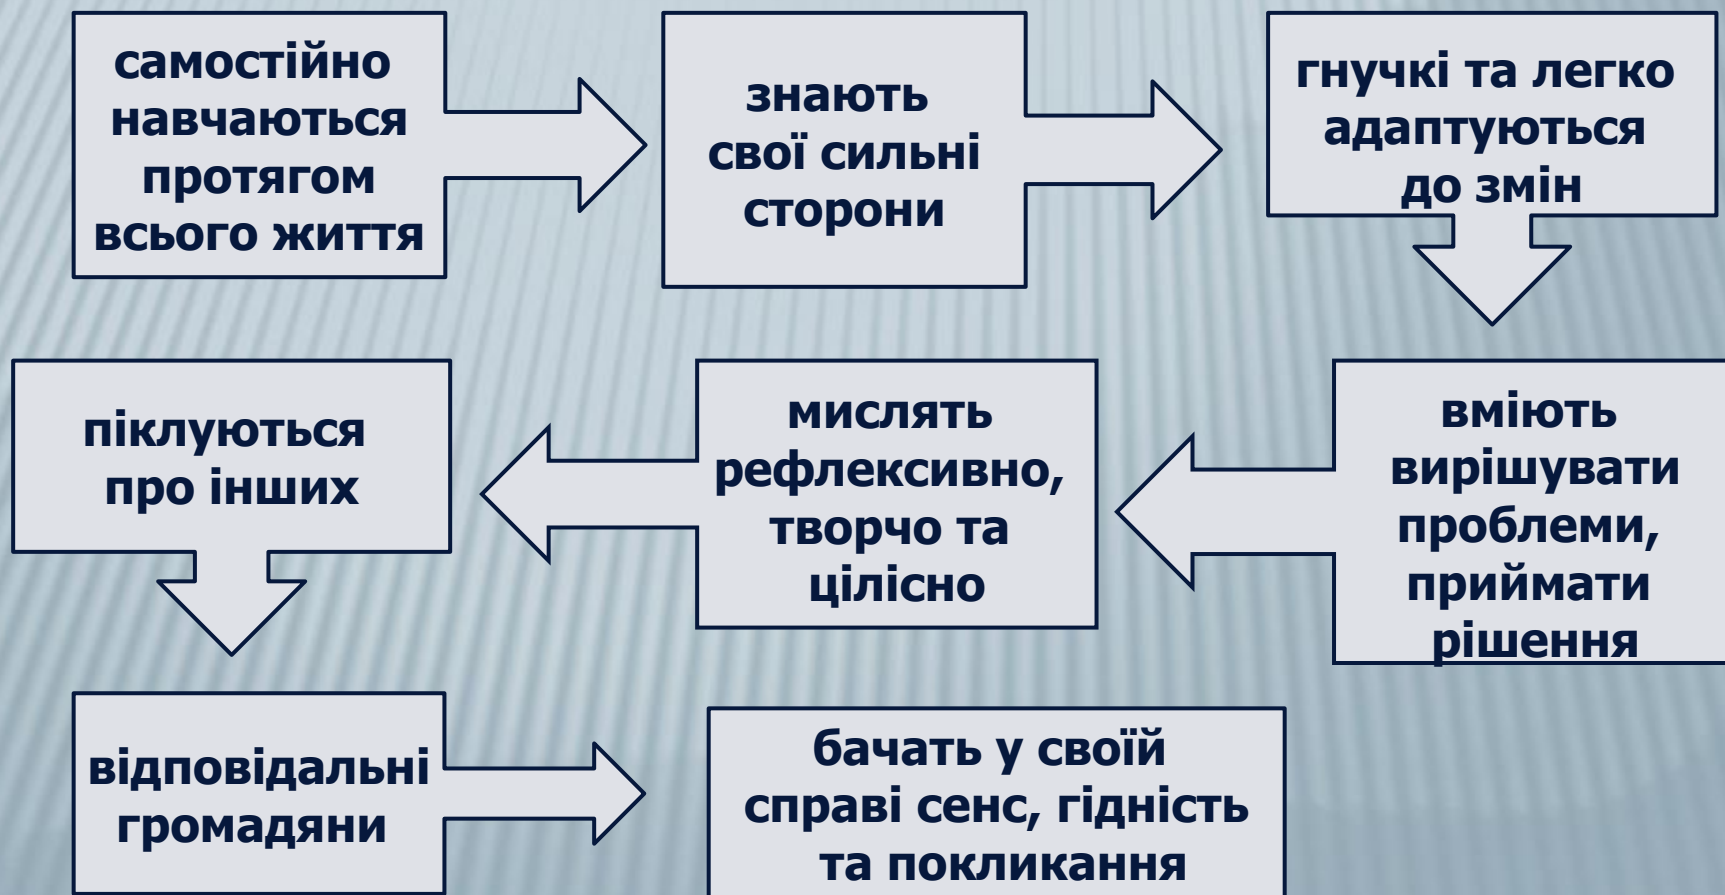 самостійно
навчаються
протягом
всього життя
знають
свої сильні
сторони
гнучкі та легко
адаптуються
до змін
вміють
вирішувати
проблеми,
приймати
рішення
мислять
рефлексивно,
творчо та
цілісно
піклуються
про інших
відповідальні
громадяни
бачать у своїй
справі сенс, гідність
та покликання